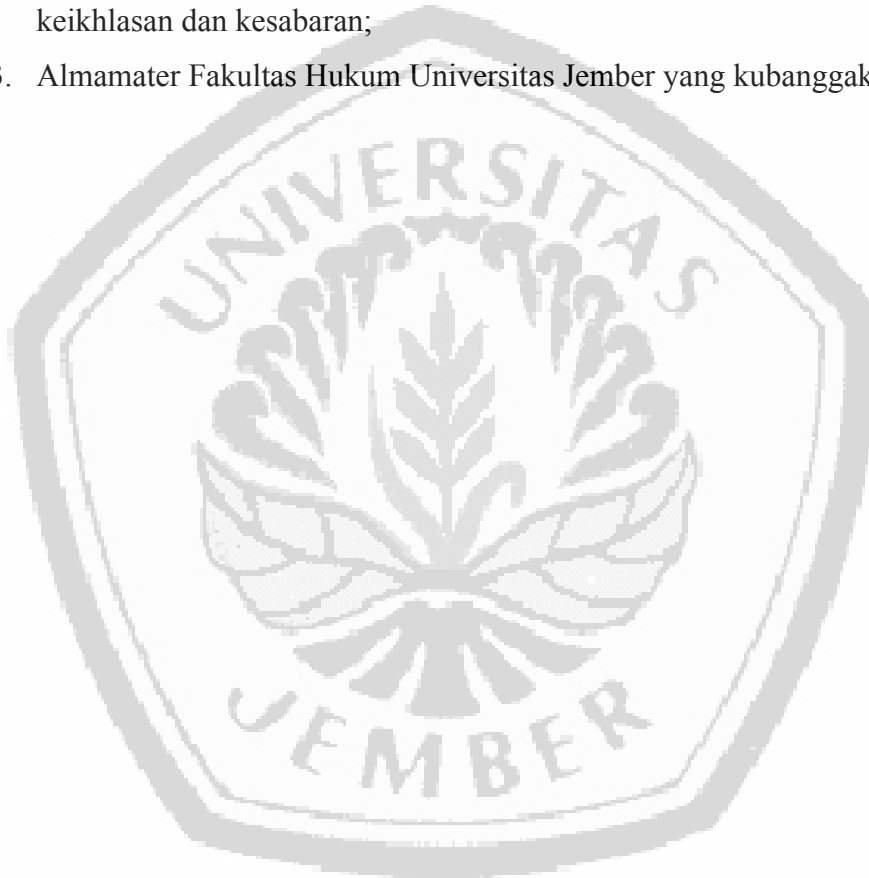 keikhlasan dan kesabaran;
3. Almamater Fakultas Hukum Universitas Jember yang kubanggak
UNIVERSITAS
JEMBER